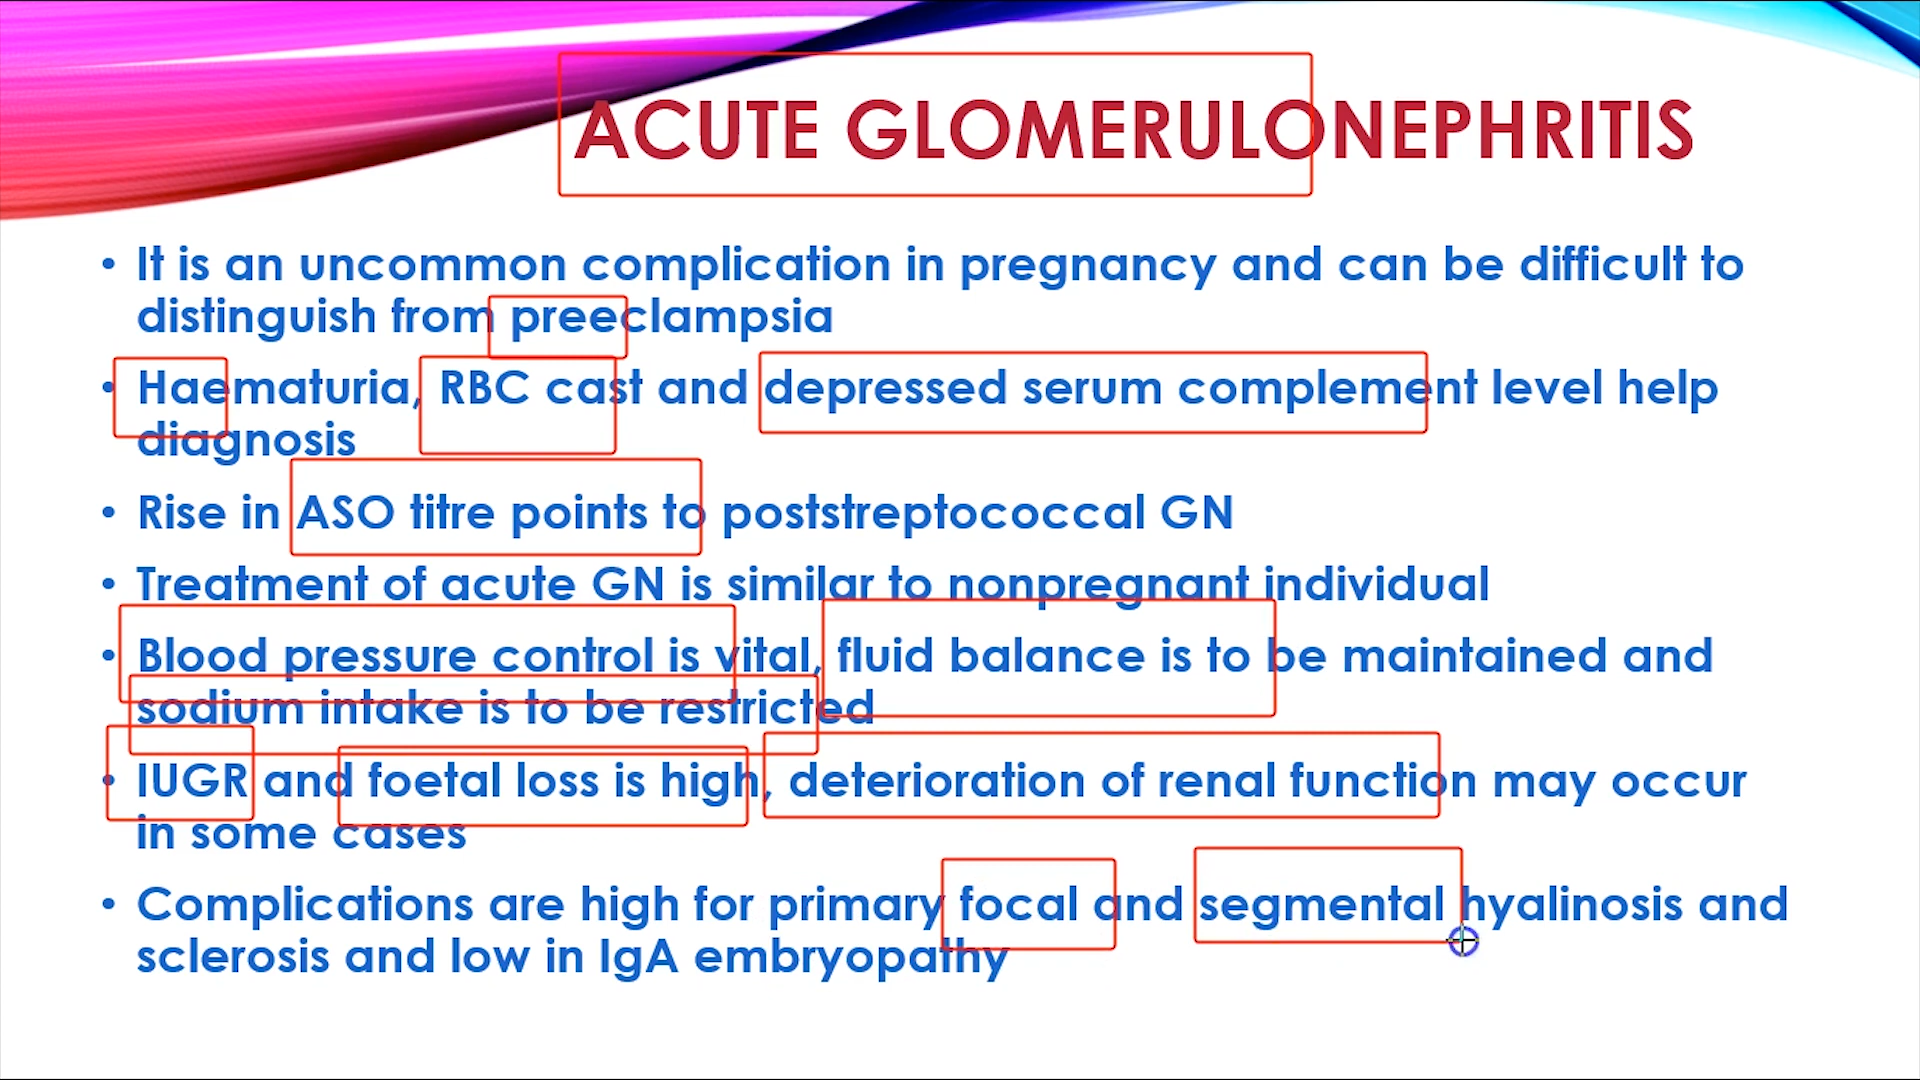 ACUTE GLOMERULONEPHRITIS
• It is an uncommon complication in pregnancy and can be difficult to
distinguish from preeclampsia
• Haematuria, RBC cast and depressed serum complement level help
diagnosis
• Rise in ASO titre points to poststreptococcal GN
• Treatment of acute GN is similar to nonpregnant individual
• Blood pressure control is vital, fluid balance is to be maintained and
sodium intake is to be restricted
• IUGR and foetal loss is high, deterioration of renal function may occur
in some cases
• Complications are high for primary focal and segmental hyalinosis and
sclerosis and low in IgA embryopathy